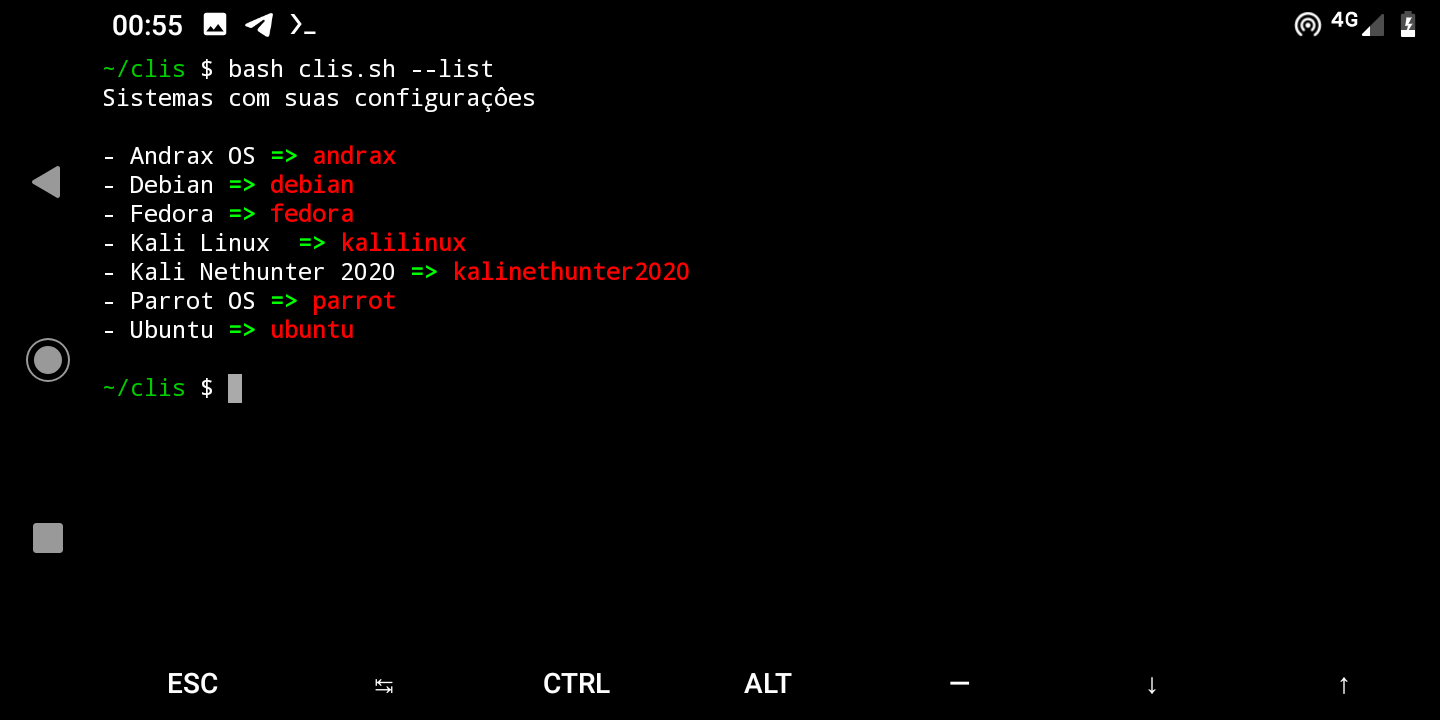 00:55
4G
~/clis $ bash clis.sh --list
Sistemas com suas configuraçôes
- Andrax OS => andrax
- Debian => debian
- Fedora => fedora
- Kali Linux  => kalilinux
- Kali Nethunter 2020 => kalinethunter2020
- Parrot OS => parrot
- Ubuntu => ubuntu
~/clis $
ESC ↹ CTRL ALT — ↓ ↑